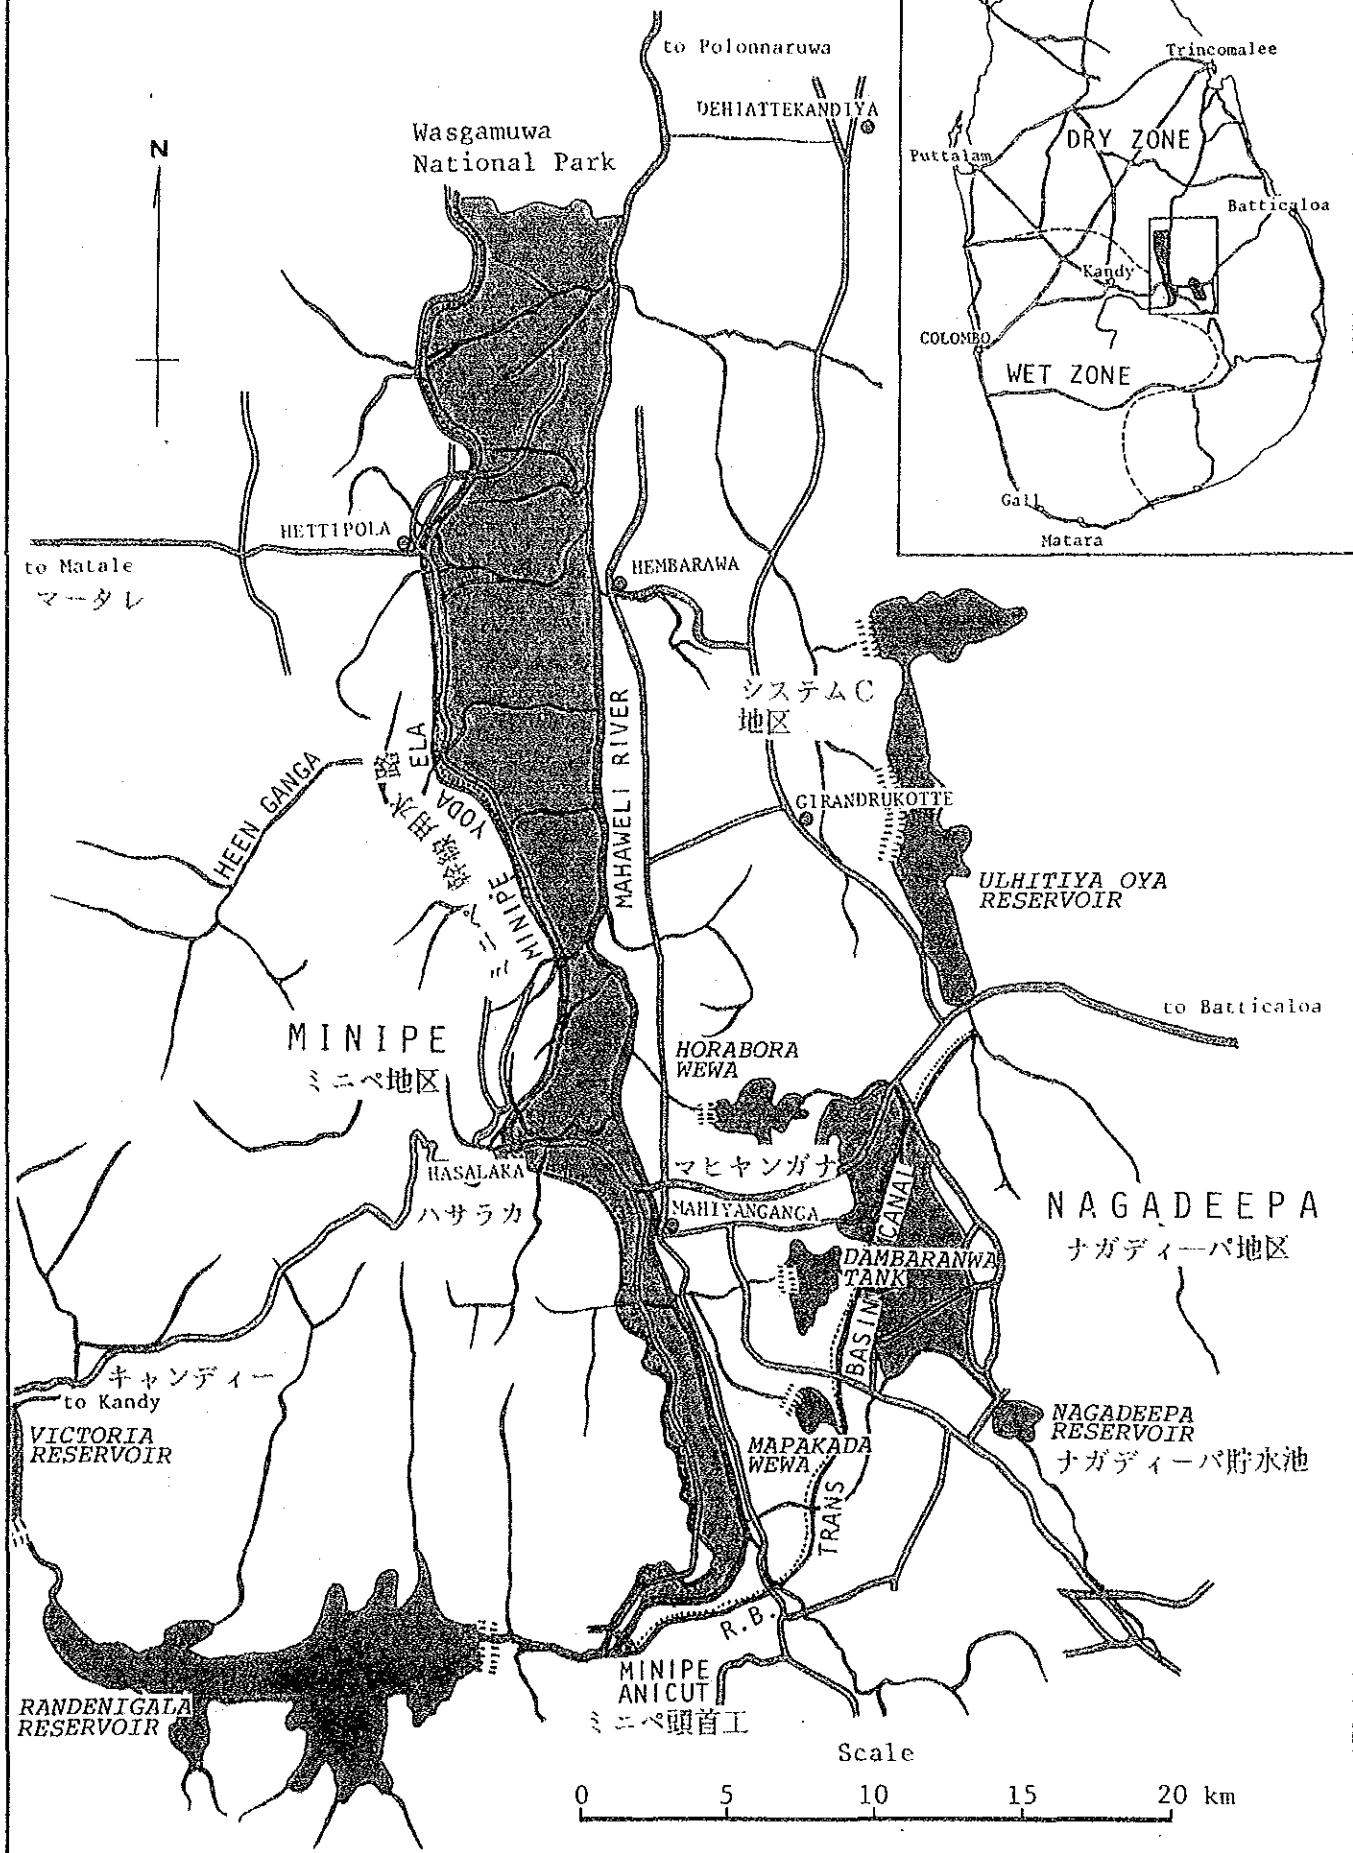 to Polonnaruwa
DEHIATTEKANDIYA
Wasgamuwa
National Park
N
Trincomalee
DRY ZONE
Puttalam
Batticaloa
Kandy
COLOMBO
WET ZONE
Gall
Matara
HETTIPOLA
to Matale
マータレ
HEMBARAWA
システムC
地区
MAHAWELI RIVER
HEEN GANGA
MINIPE YODA ELA
ミニペ幹線用水路
GIRANDRUKOTTE
ULHITIYA OYA
RESERVOIR
to Batticaloa
MINIPE
ミニペ地区
HORABORA
WEWA
マヒヤンガナ
HASALAKA
ハサラカ
MAHIYANGANGA
NAGADEEPA
ナガディーパ地区
DAMBARANWA
TANK
R.B. TRANS BASIN CANAL
キャンディー
to Kandy
VICTORIA
RESERVOIR
MAPAKADA
WEWA
NAGADEEPA
RESERVOIR
ナガディーパ貯水池
RANDENIGALA
RESERVOIR
MINIPE
ANICUT
ミニペ頭首工
Scale
0 5 10 15 20 km